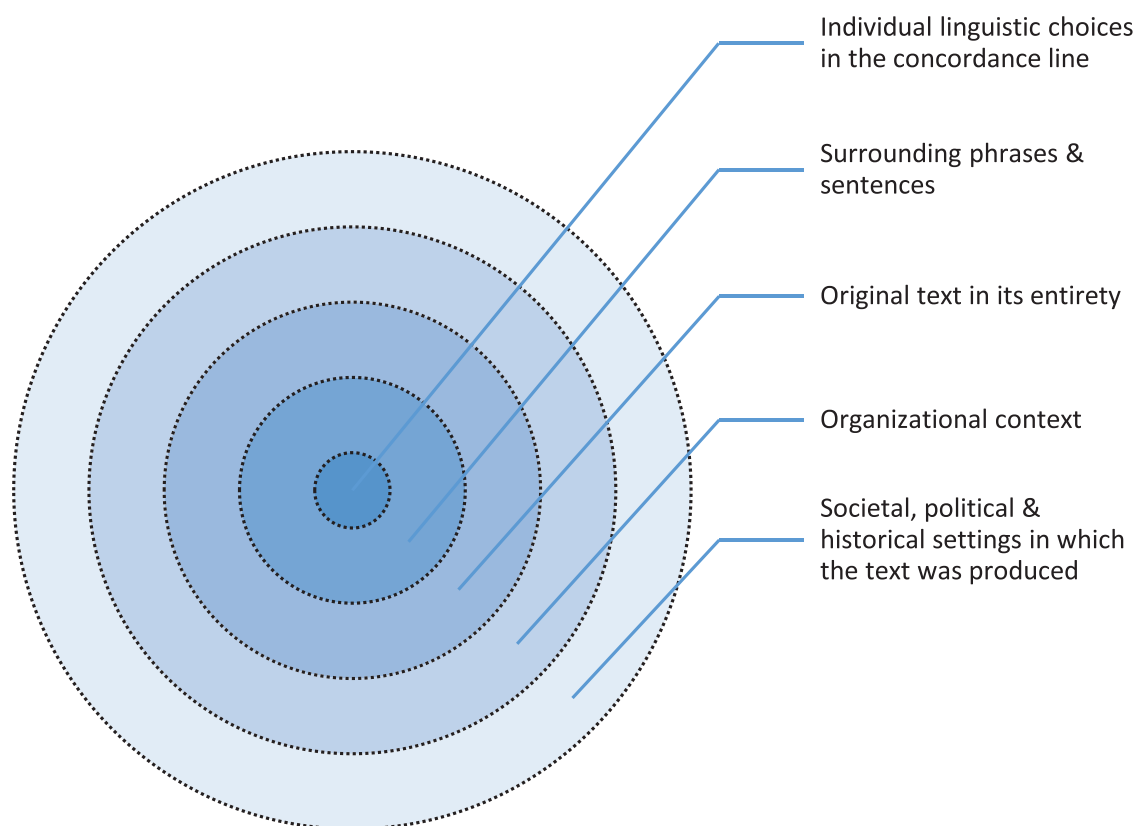 Individual linguistic choices
in the concordance line
Surrounding phrases &
sentences
Original text in its entirety
Organizational context
Societal, political &
historical settings in which
the text was produced